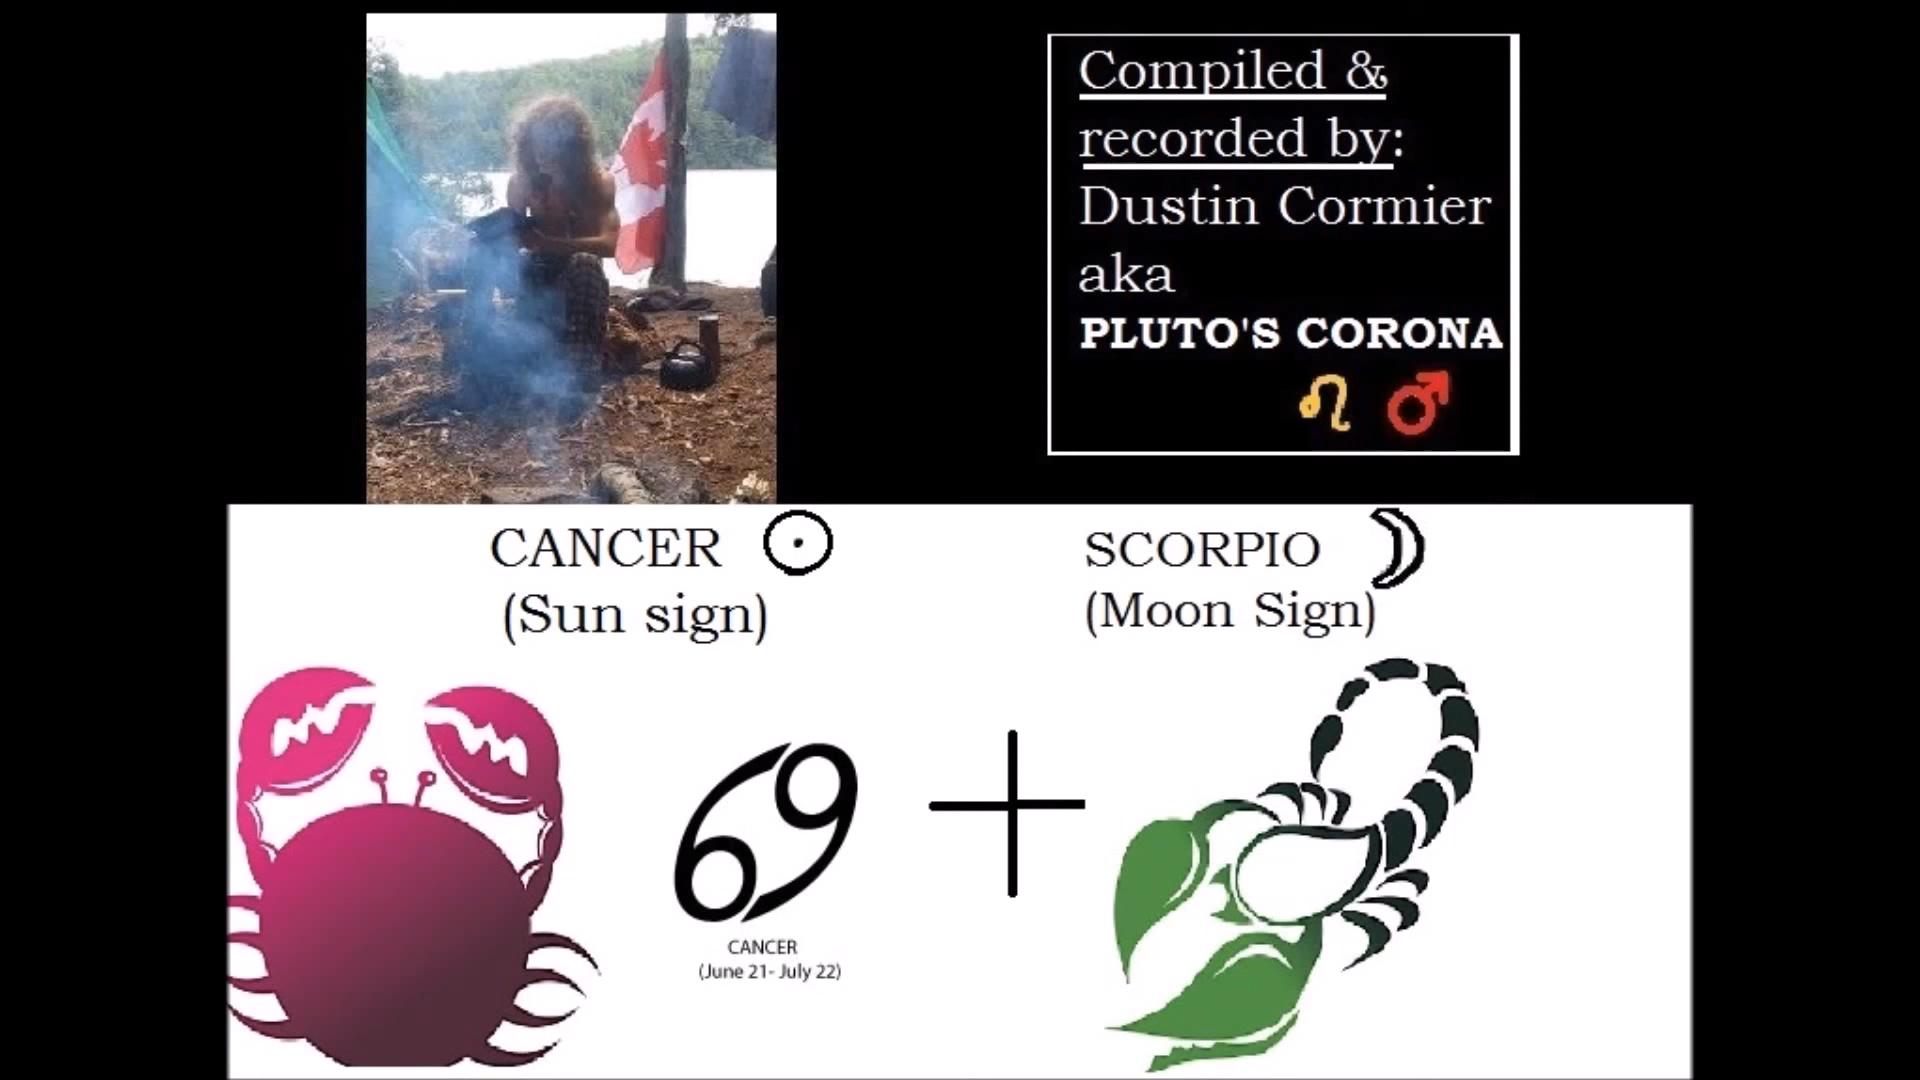 Compiled &
recorded by:
Dustin Cormier
aka
PLUTO'S CORONA
CANCER
(Sun sign)
SCORPIO
(Moon Sign)
CANCER
(June 21- July 22)